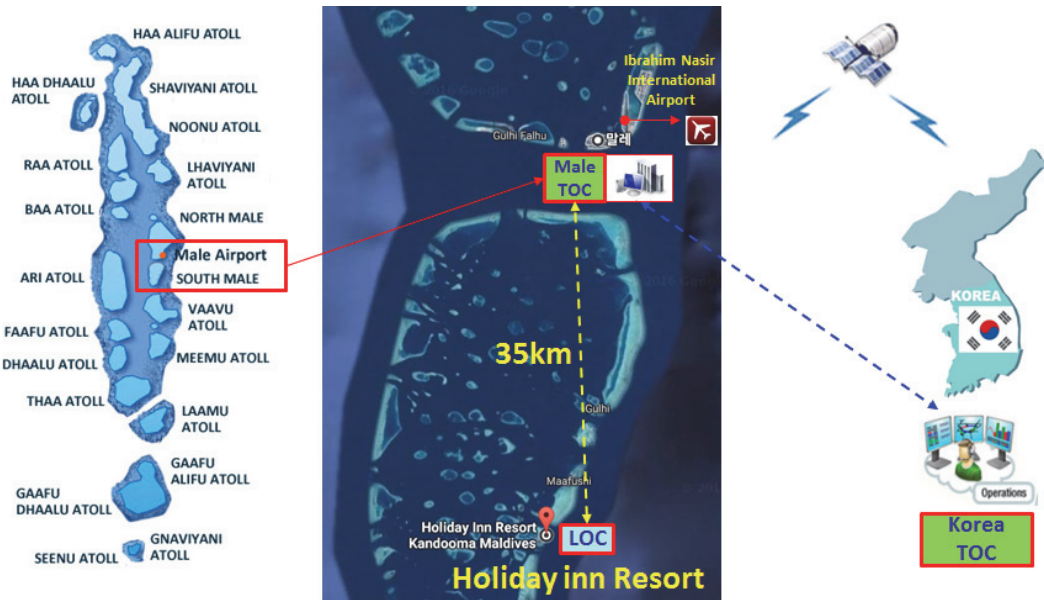 HAA ALIFU ATOLL
HAA DHAALU
ATOLL
SHAVIYANI ATOLL
NOONU ATOLL
RAA ATOLL
LHAVIYANI
ATOLL
BAA ATOLL
NORTH MALE
Male Airport
ARI ATOLL
SOUTH MALE
VAAVU
ATOLL
FAAFU ATOLL
DHAALU ATOLL
MEEMU ATOLL
THAA ATOLL
LAAMU
ATOLL
GAAFU
ALIFU ATOLL
GAAFU
DHAALU ATOLL
GNAVIYANI
ATOLL
SEENU ATOLL
Ibrahim Nasir
International
Airport
Gulhi Falhu
말레
Male
TOC
35km
Gulhi
Maafushi
Holiday Inn Resort
Kandooma Maldives
LOC
Holiday inn Resort
KOREA
Operations
Korea
TOC